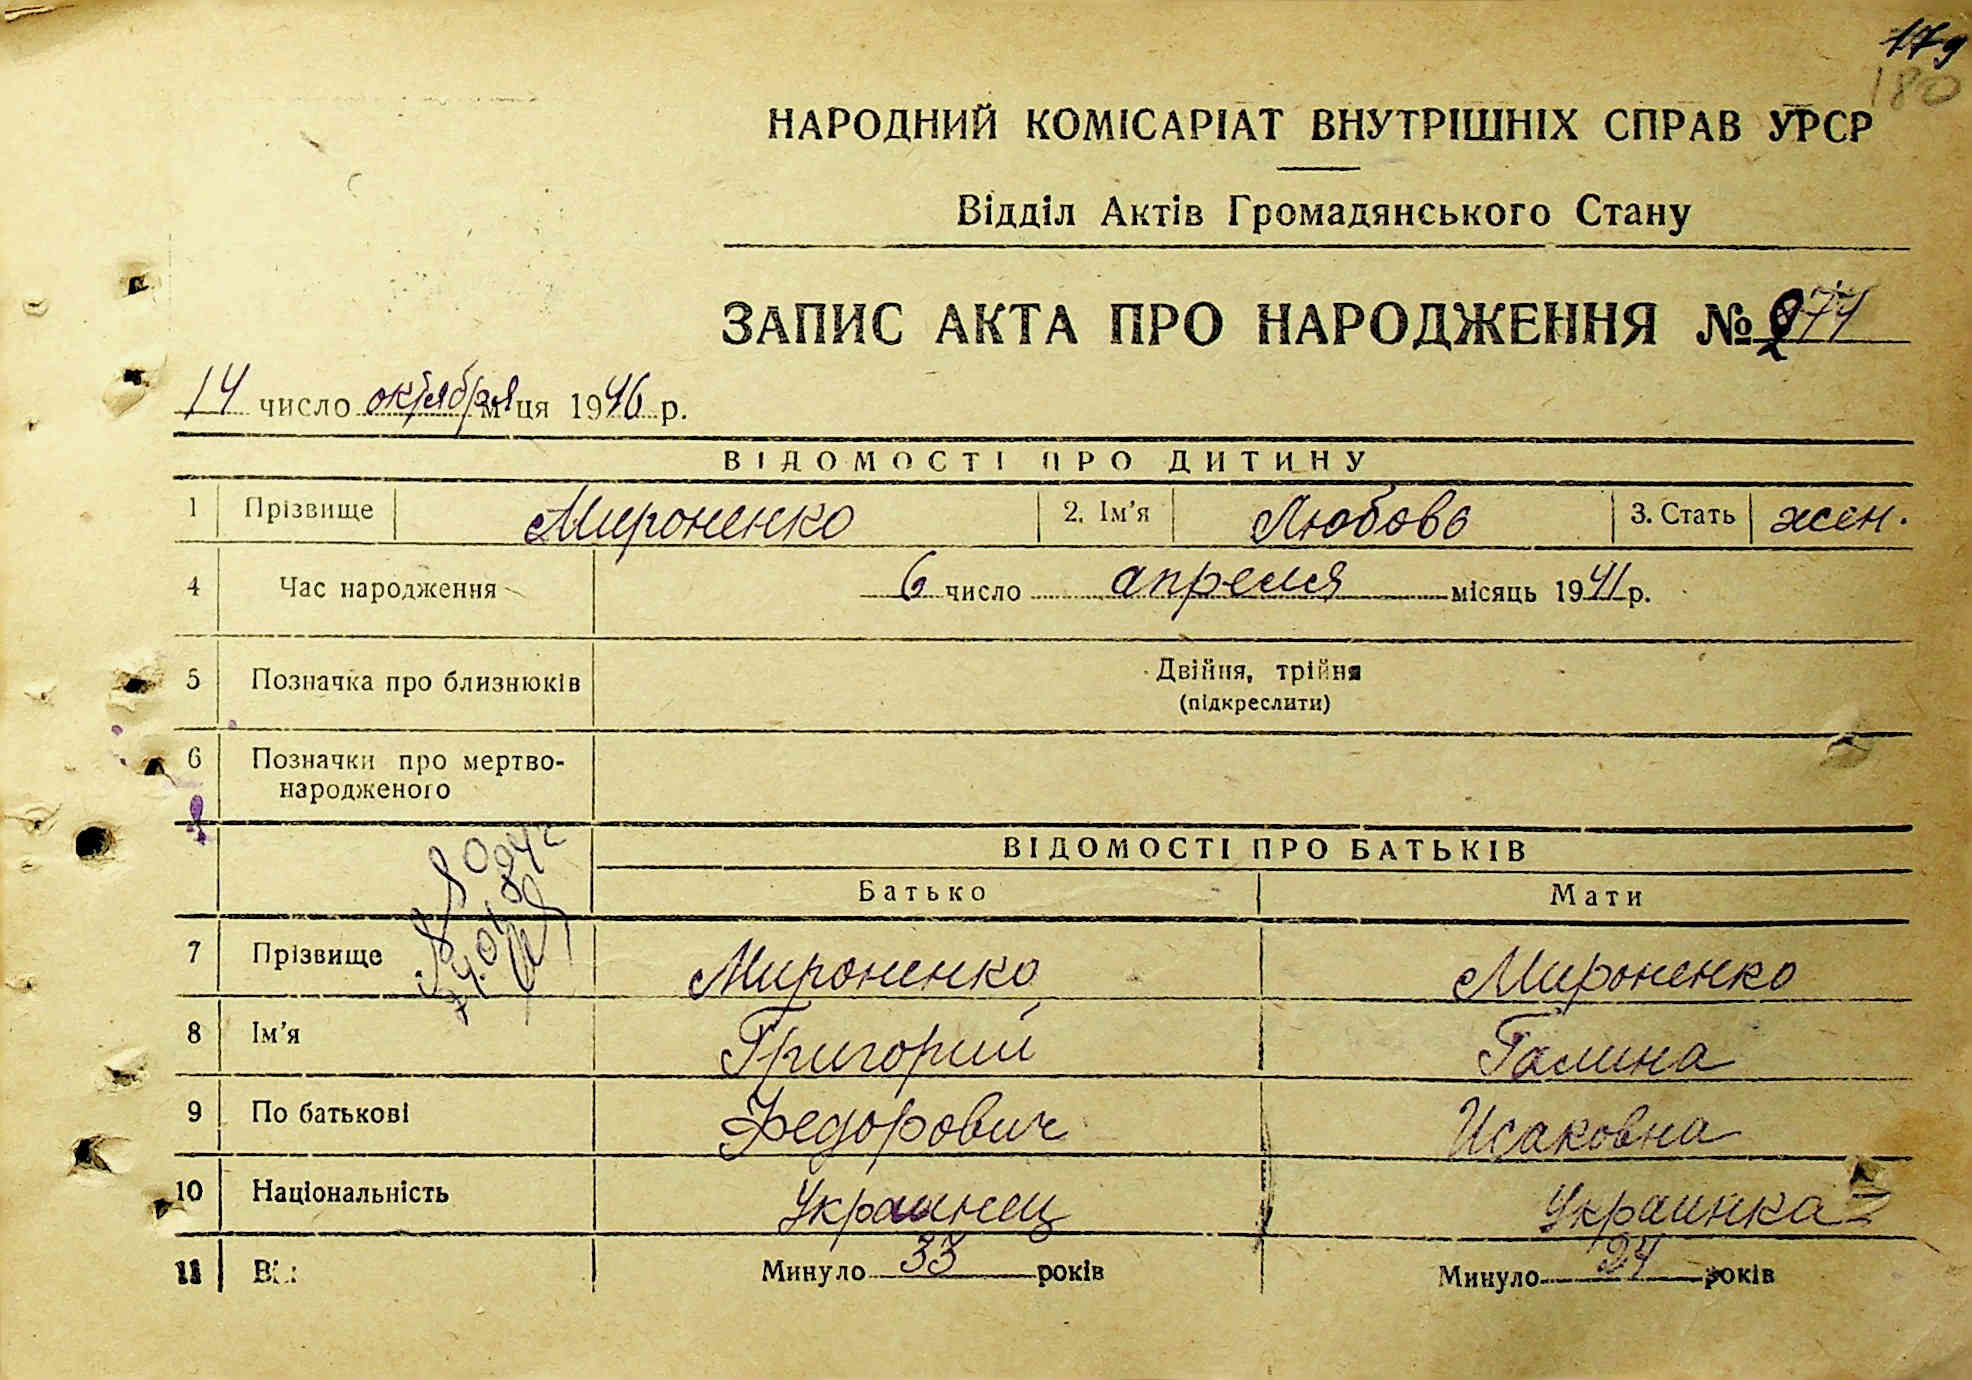 179
180
НАРОДНИЙ КОМІСАРІАТ ВНУТРІШНІХ СПРАВ УРСР
Відділ Актів Громадянського Стану
ЗАПИС АКТА ПРО НАРОДЖЕННЯ № 274
14 число октября м-ця 1946 р.
ВІДОМОСТІ ПРО ДИТИНУ
1 Прізвище Мироненко 2. Ім'я Любовь 3. Стать жен.
4 Час народження 6 число апреля місяць 1941 р.
5 Позначка про близнюків Двійня, трійня
(підкреслити)
6 Позначки про мертво-
народженого
ВІДОМОСТІ ПРО БАТЬКІВ
Батько Мати
7 Прізвище Мироненко Мироненко
8 Ім'я Григорий Галина
9 По батькові Федорович Исаковна
10 Національність Украинец Украинка
11 Вік Минуло 33 років Минуло 24 років